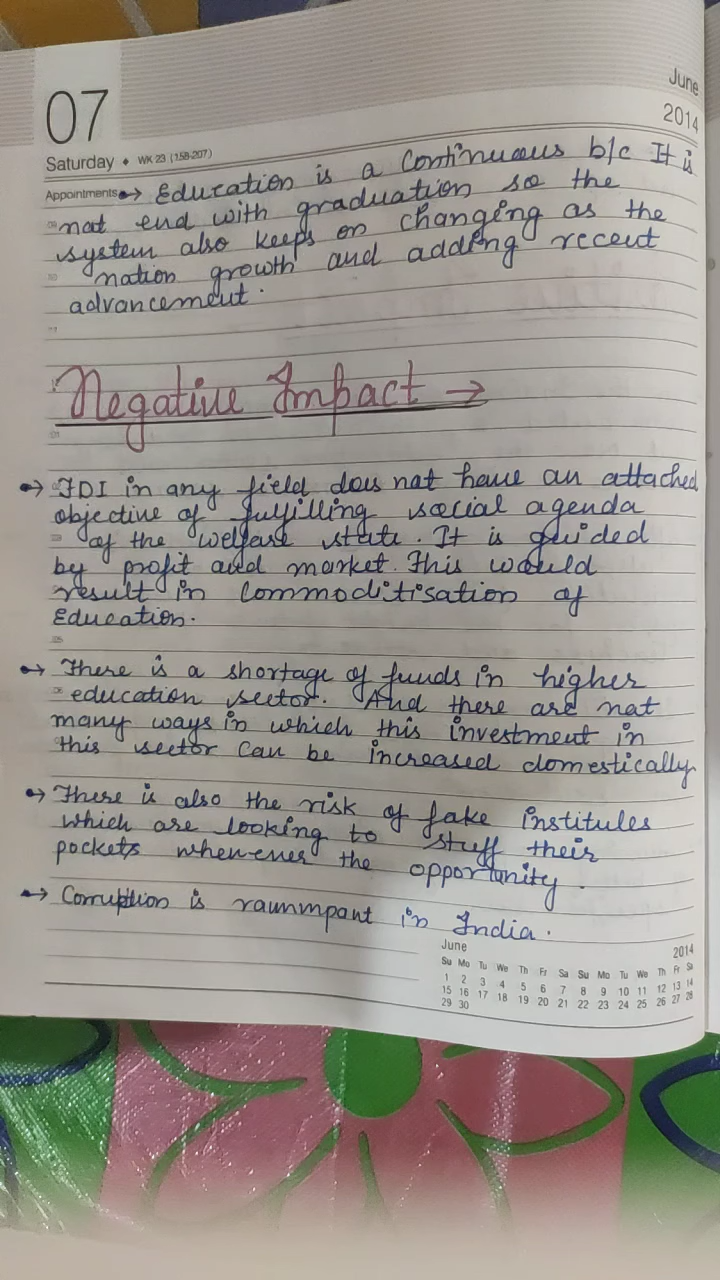 June
07
2014
Saturday ♦ WK 23 (158-207)
Appointments → Education is a continuous b/c It is
not end with graduation so the
system also keeps on changing as the
nation growth and adding recent
advancement.
Negative Impact →
→ FDI in any field does not have an attached
objective of fulfilling social agenda
of the welfare state. It is guided
by profit and market. This would
result in commoditisation of
Education.
→ There is a shortage of funds in higher
education sector. And there are not
many ways in which this investment in
this sector can be increased domestically
→ There is also the risk of fake institutes
which are looking to stuff their
pockets whenever the opportunity.
→ Corruption is raumpant in India.
June 2014
Su Mo Tu We Th Fr Sa Su Mo Tu We Th Fr Sa
1 2 3 4 5 6 7 8 9 10 11 12 13 14
15 16 17 18 19 20 21 22 23 24 25 26 27 28
29 30